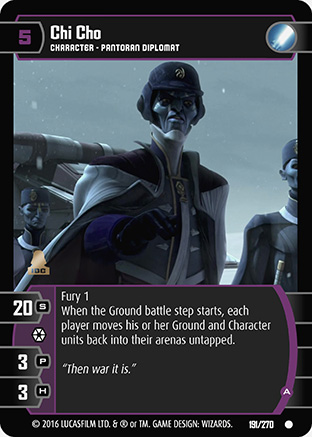 5
Chi Cho
CHARACTER - PANTORAN DIPLOMAT
IDC
20 S
3 P
3 H
Fury 1
When the Ground battle step starts, each
player moves his or her Ground and Character
units back into their arenas untapped.
“Then war it is.”
A
© 2016 LUCASFILM LTD. & ® OR TM. GAME DESIGN: WIZARDS.
191/270